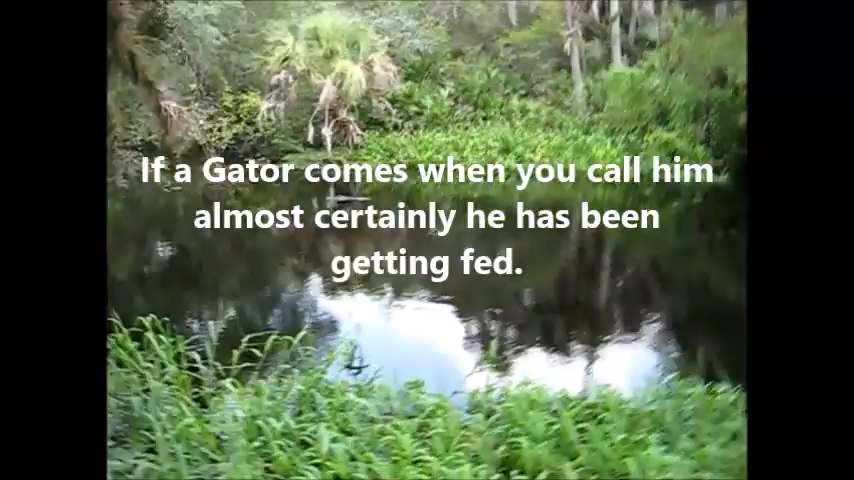 If a Gator comes when you call him
almost certainly he has been
getting fed.